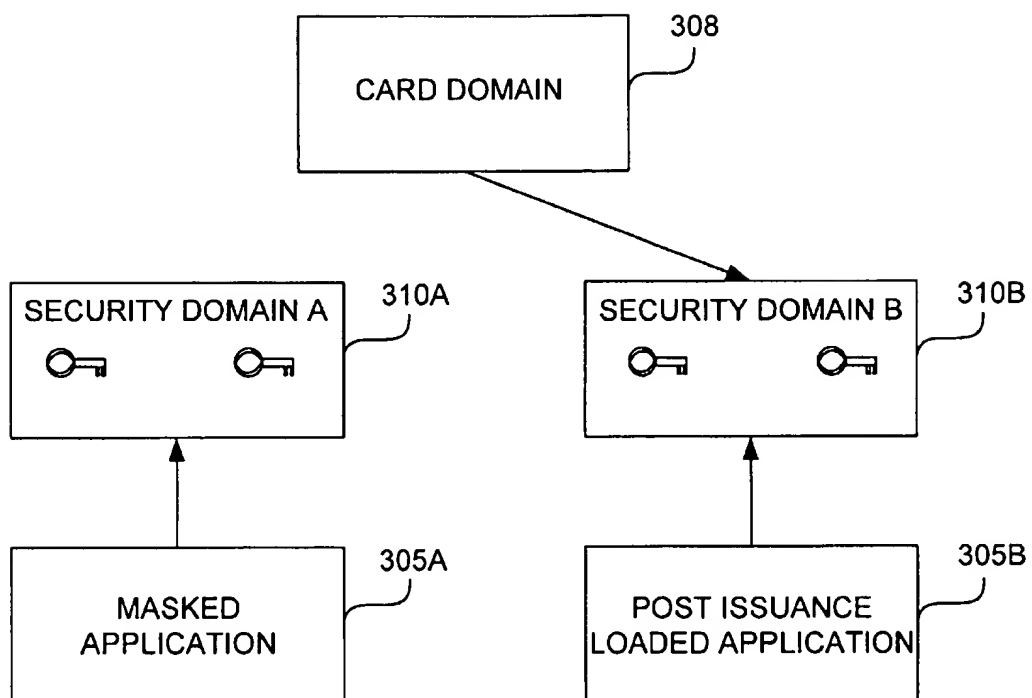 308
CARD DOMAIN
SECURITY DOMAIN A
310A
SECURITY DOMAIN B
310B
MASKED
APPLICATION
305A
POST ISSUANCE
LOADED APPLICATION
305B